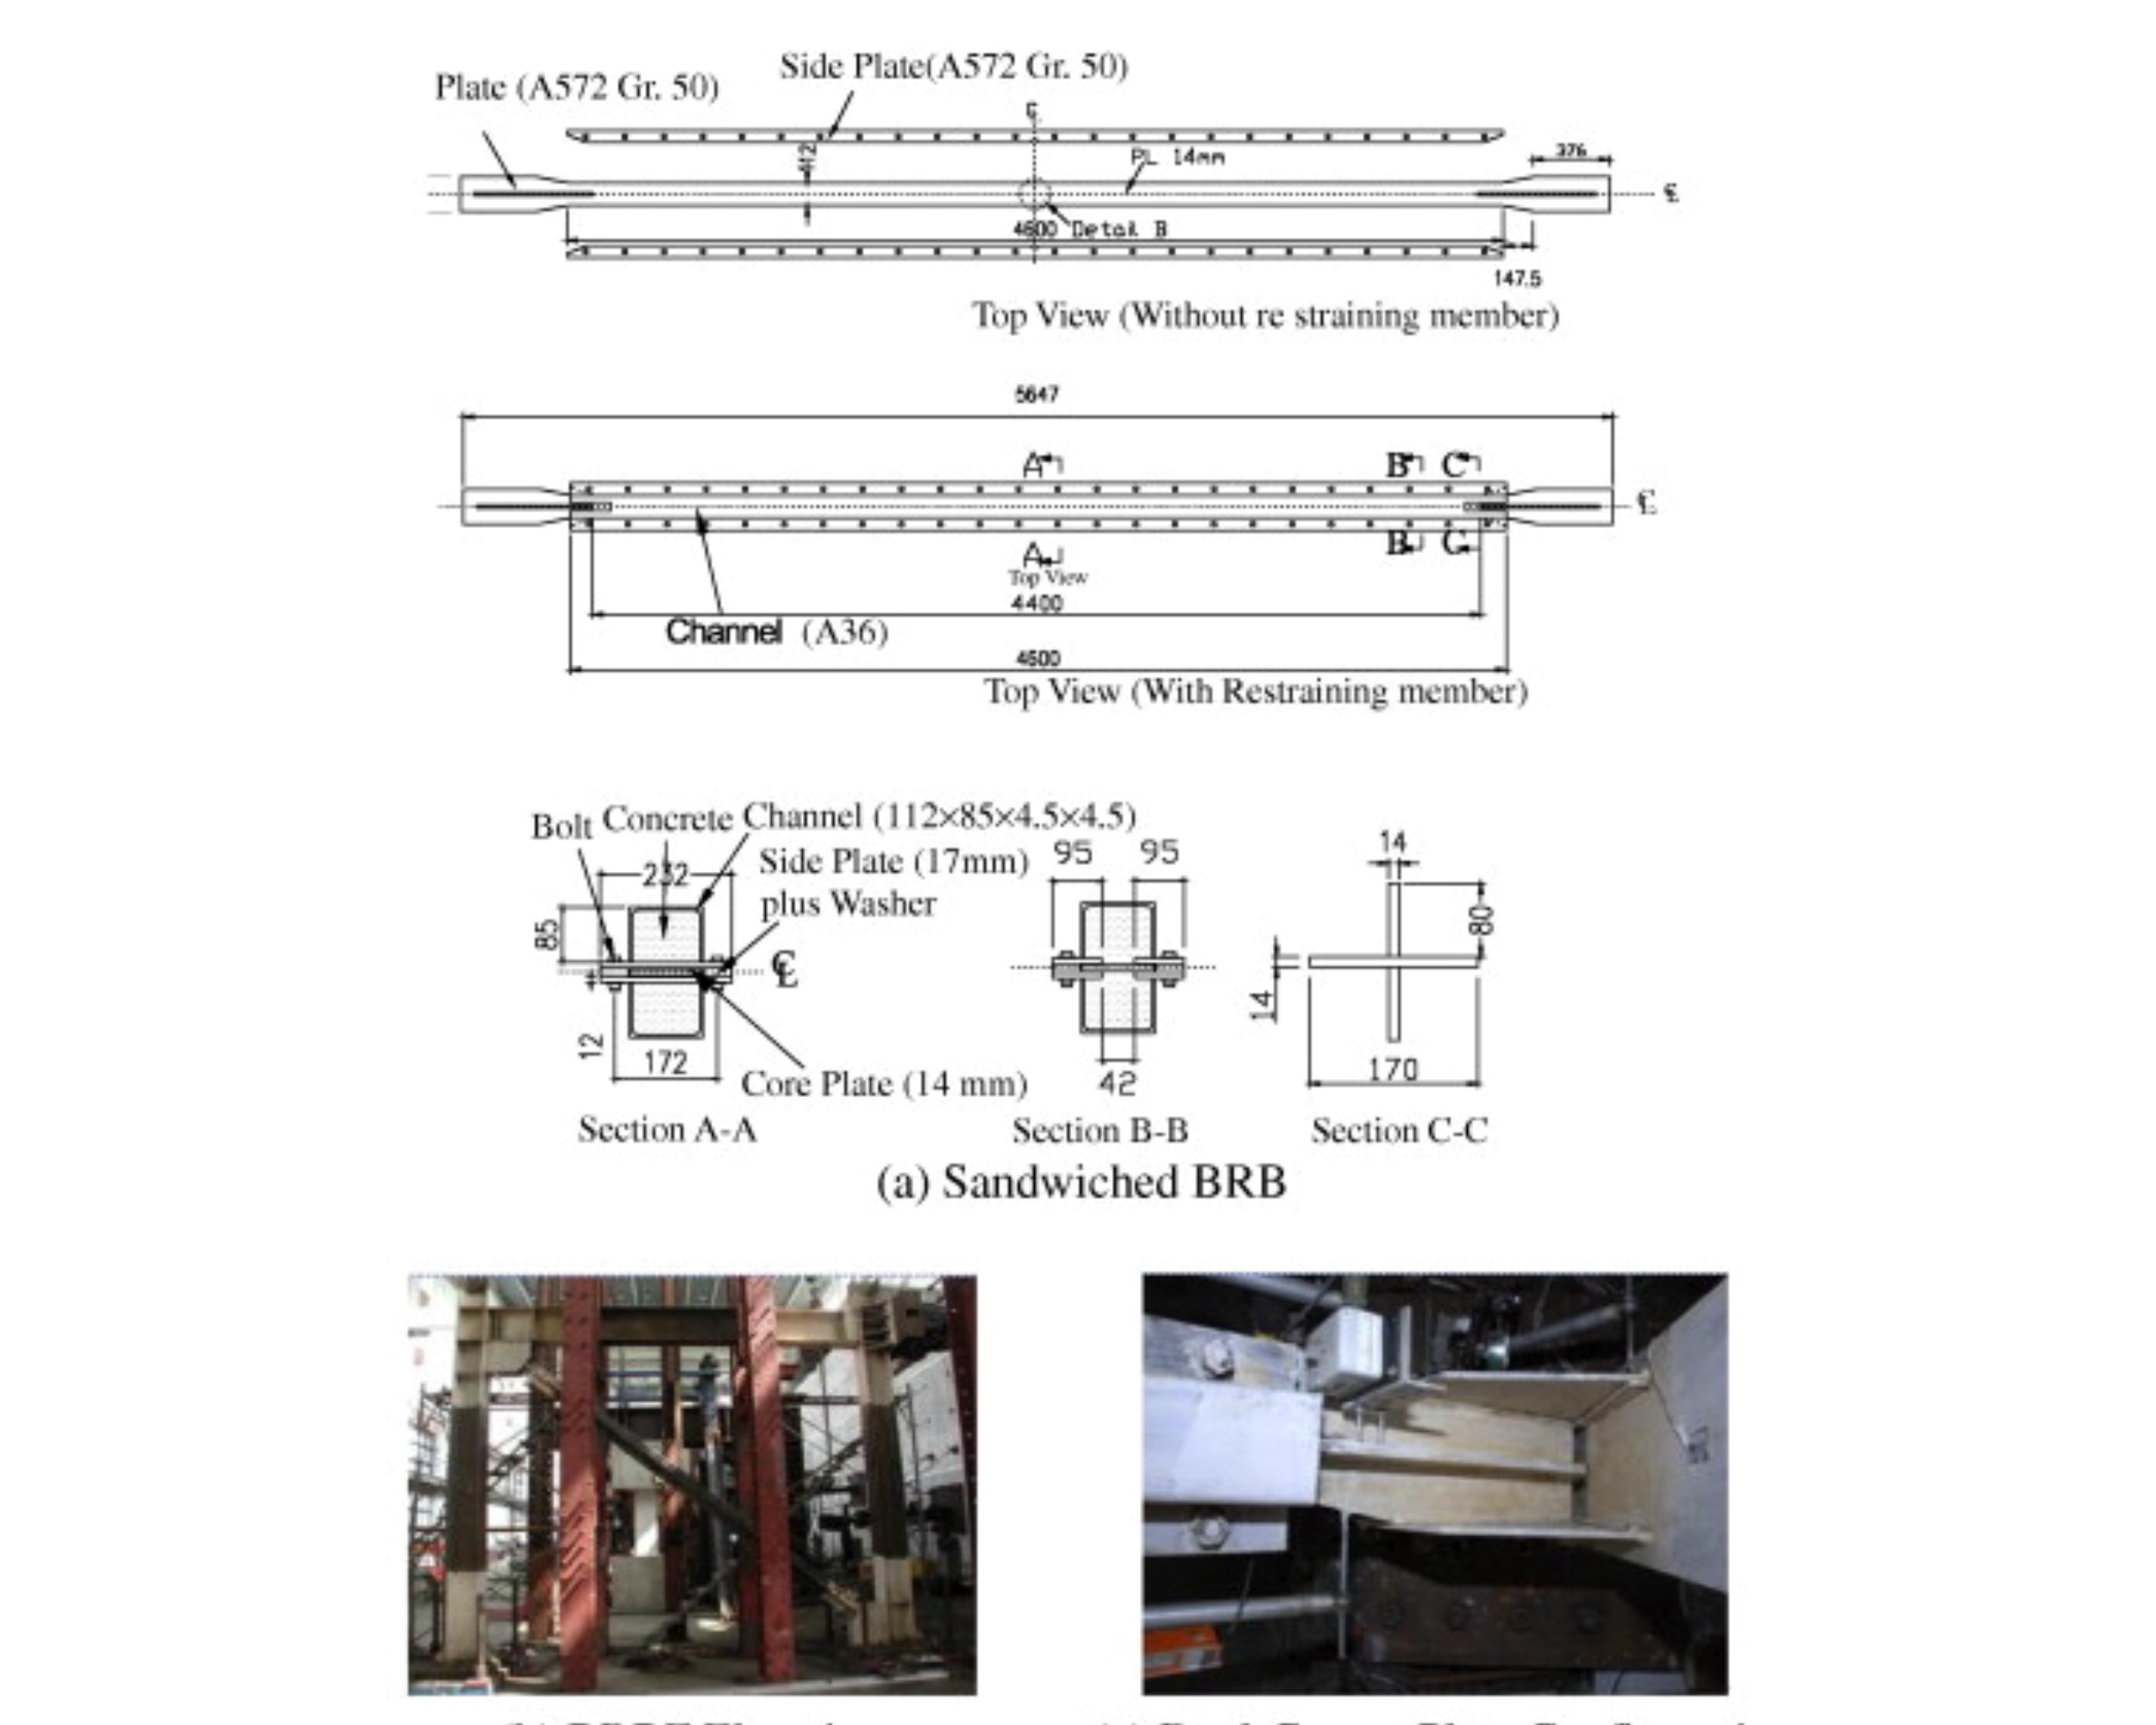 Side Plate(A572 Gr. 50)
Plate (A572 Gr. 50)
PL 14mm
376
4600 Detail B
147.5
Top View (Without re straining member)
5647
A B C
A B C
Top View
4400
Channel (A36)
4600
Top View (With Restraining member)
Bolt Concrete Channel (112×85×4.5×4.5)
232 Side Plate (17mm)
plus Washer
95 95
14
85
80
12
172
42
14
170
Core Plate (14 mm)
Section A-A Section B-B Section C-C
(a) Sandwiched BRB